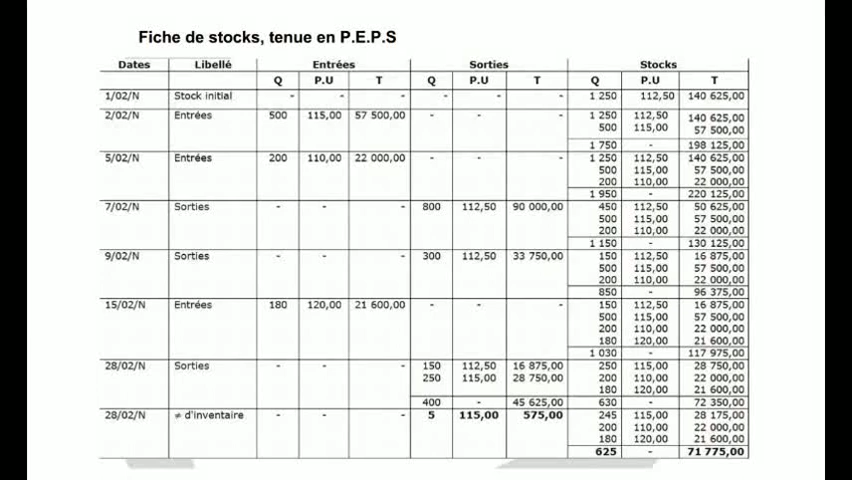 Fiche de stocks, tenue en P.E.P.S
Dates Libellé Entrées Sorties Stocks
Q P.U T Q P.U T Q P.U T
1/02/N Stock initial - - - - - - 1 250 112,50 140 625,00
2/02/N Entrées 500 115,00 57 500,00 - - - 1 250 112,50 140 625,00
500 115,00 57 500,00
1 750 - 198 125,00
5/02/N Entrées 200 110,00 22 000,00 - - - 1 250 112,50 140 625,00
500 115,00 57 500,00
200 110,00 22 000,00
1 950 - 220 125,00
7/02/N Sorties - - - 800 112,50 90 000,00 450 112,50 50 625,00
500 115,00 57 500,00
200 110,00 22 000,00
1 150 - 130 125,00
9/02/N Sorties - - - 300 112,50 33 750,00 150 112,50 16 875,00
500 115,00 57 500,00
200 110,00 22 000,00
850 - 96 375,00
15/02/N Entrées 180 120,00 21 600,00 - - - 150 112,50 16 875,00
500 115,00 57 500,00
200 110,00 22 000,00
180 120,00 21 600,00
1 030 - 117 975,00
28/02/N Sorties - - - 150 112,50 16 875,00 250 115,00 28 750,00
250 115,00 28 750,00 200 110,00 22 000,00
180 120,00 21 600,00
400 - 45 625,00 630 - 72 350,00
28/02/N ≠ d'inventaire - - - 5 115,00 575,00 245 115,00 28 175,00
200 110,00 22 000,00
180 120,00 21 600,00
625 - 71 775,00